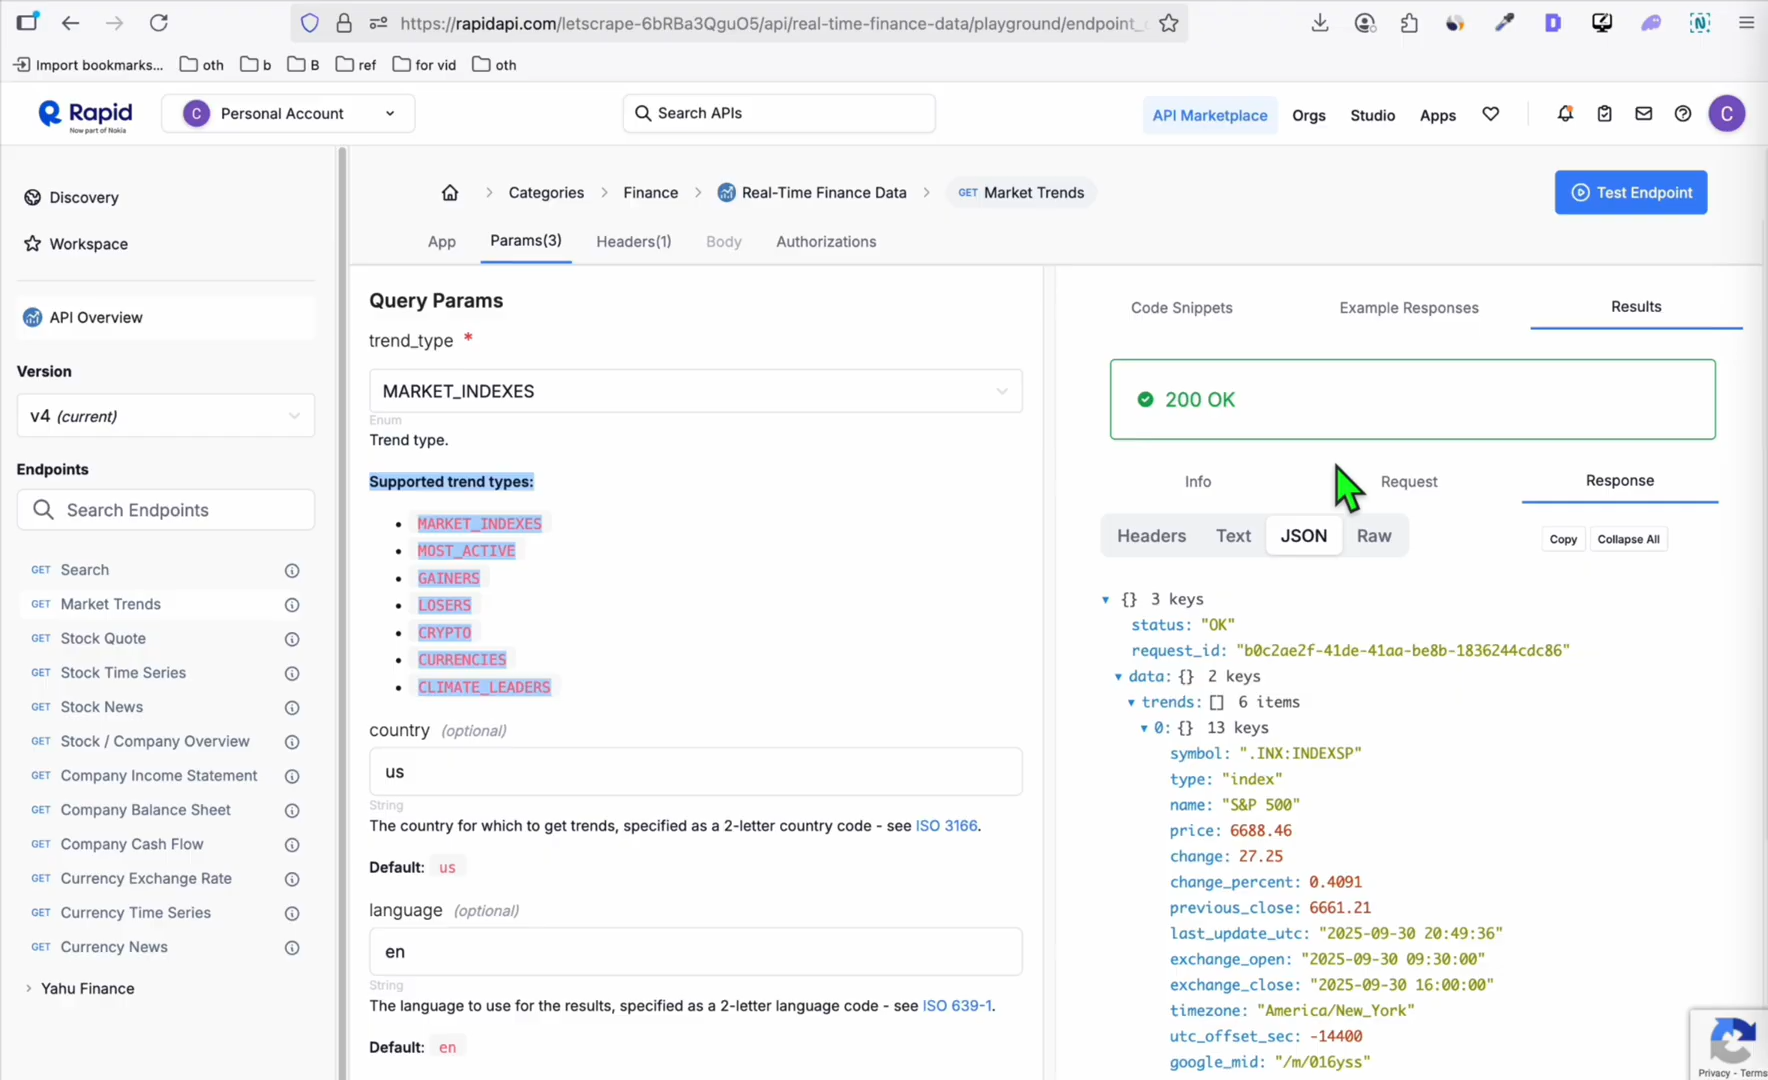 https://rapidapi.com/letscrape-6bRBa3QguO5/api/real-time-finance-data/playground/endpoint_
Import bookmarks...
oth
b
B
ref
for vid
oth
Rapid
Now part of Nokia
C
Personal Account
Search APIs
API Marketplace
Orgs
Studio
Apps
C
Discovery
Workspace
API Overview
Version
v4 (current)
Endpoints
Search Endpoints
GET Search
GET Market Trends
GET Stock Quote
GET Stock Time Series
GET Stock News
GET Stock / Company Overview
GET Company Income Statement
GET Company Balance Sheet
GET Company Cash Flow
GET Currency Exchange Rate
GET Currency Time Series
GET Currency News
Yahu Finance
Categories
Finance
Real-Time Finance Data
GET Market Trends
Test Endpoint
App
Params(3)
Headers(1)
Body
Authorizations
Query Params
trend_type *
MARKET_INDEXES
Enum
Trend type.
Supported trend types:
• MARKET_INDEXES
• MOST_ACTIVE
• GAINERS
• LOSERS
• CRYPTO
• CURRENCIES
• CLIMATE_LEADERS
country (optional)
us
String
The country for which to get trends, specified as a 2-letter country code - see ISO 3166.
Default: us
language (optional)
en
String
The language to use for the results, specified as a 2-letter language code - see ISO 639-1.
Default: en
Code Snippets
Example Responses
Results
200 OK
Info
Request
Response
Headers
Text
JSON
Raw
Copy
Collapse All
{} 3 keys
status: "OK"
request_id: "b0c2ae2f-41de-41aa-be8b-1836244cdc86"
data: {} 2 keys
trends: [] 6 items
0: {} 13 keys
symbol: ".INX:INDEXSP"
type: "index"
name: "S&P 500"
price: 6688.46
change: 27.25
change_percent: 0.4091
previous_close: 6661.21
last_update_utc: "2025-09-30 20:49:36"
exchange_open: "2025-09-30 09:30:00"
exchange_close: "2025-09-30 16:00:00"
timezone: "America/New_York"
utc_offset_sec: -14400
google_mid: "/m/016yss"
Privacy - Terms